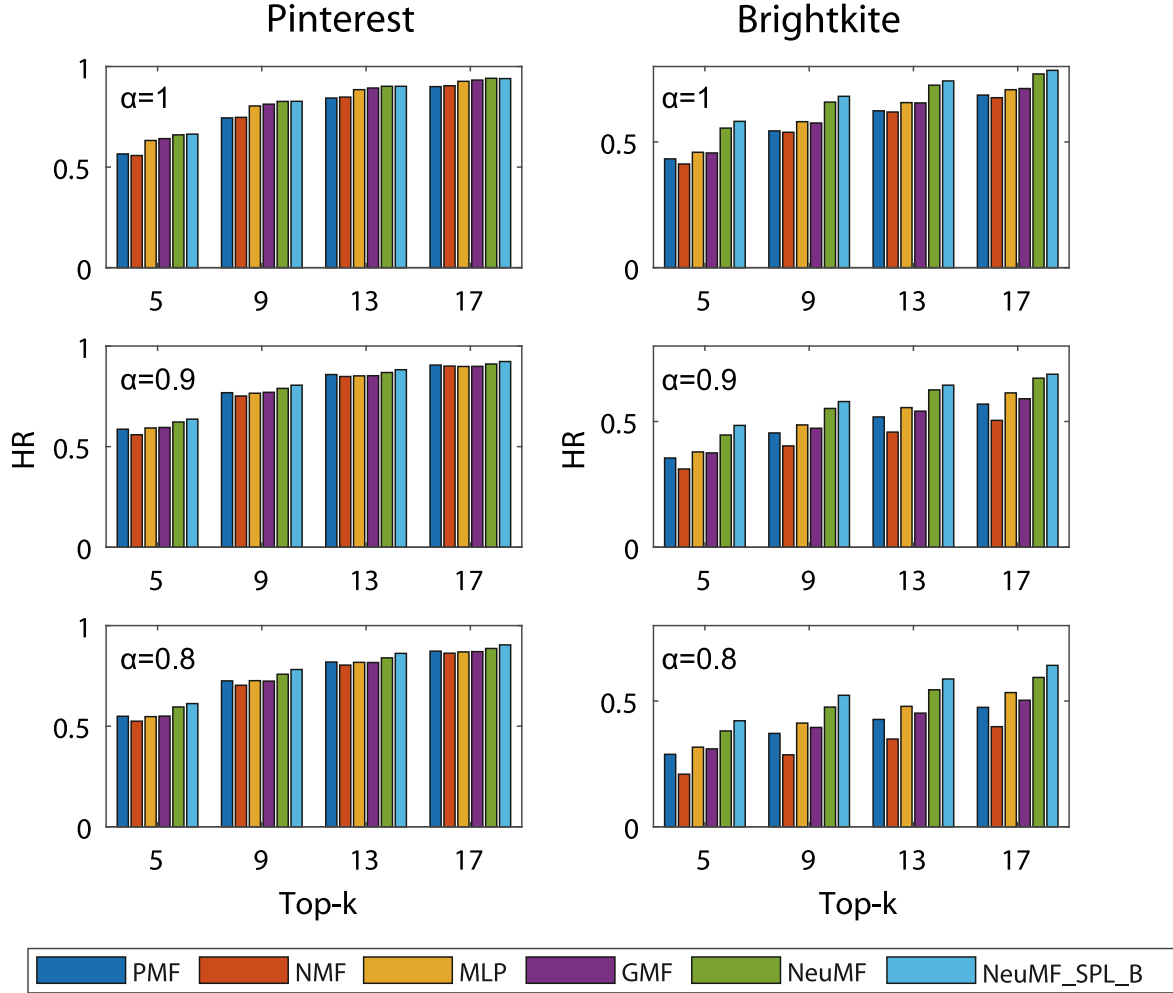 Pinterest
Brightkite
1
α=1
0.5
0
5 9 13 17
α=1
0.5
0
5 9 13 17
1
α=0.9
HR
0.5
0
5 9 13 17
α=0.9
HR
0.5
0
5 9 13 17
1
α=0.8
0.5
0
5 9 13 17
Top-k
α=0.8
0.5
0
5 9 13 17
Top-k
PMF NMF MLP GMF NeuMF NeuMF_SPL_B